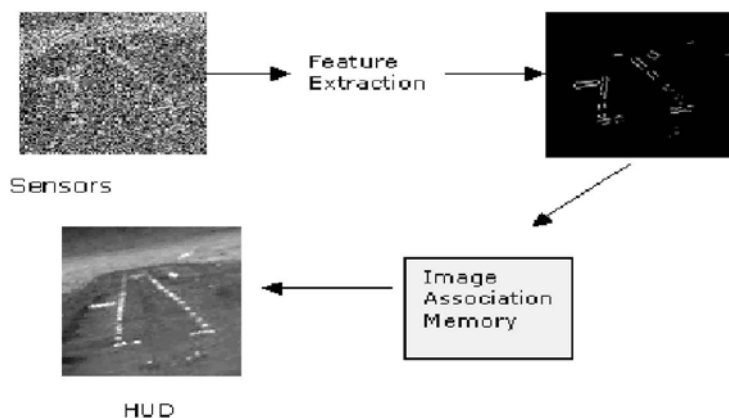 Feature
Extraction
Sensors
Image
Association
Memory
HUD